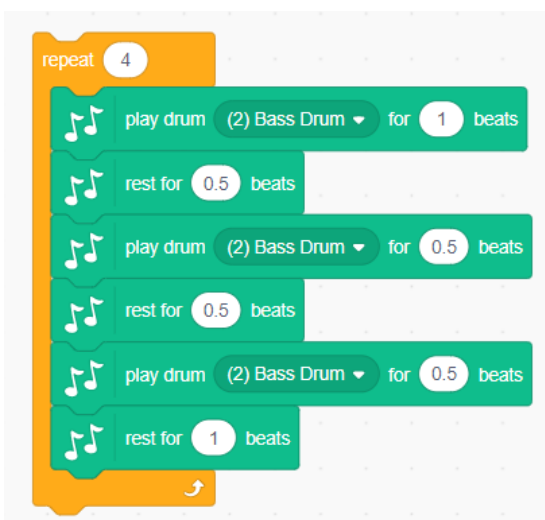 repeat 4
play drum (2) Bass Drum for 1 beats
rest for 0.5 beats
play drum (2) Bass Drum for 0.5 beats
rest for 0.5 beats
play drum (2) Bass Drum for 0.5 beats
rest for 1 beats